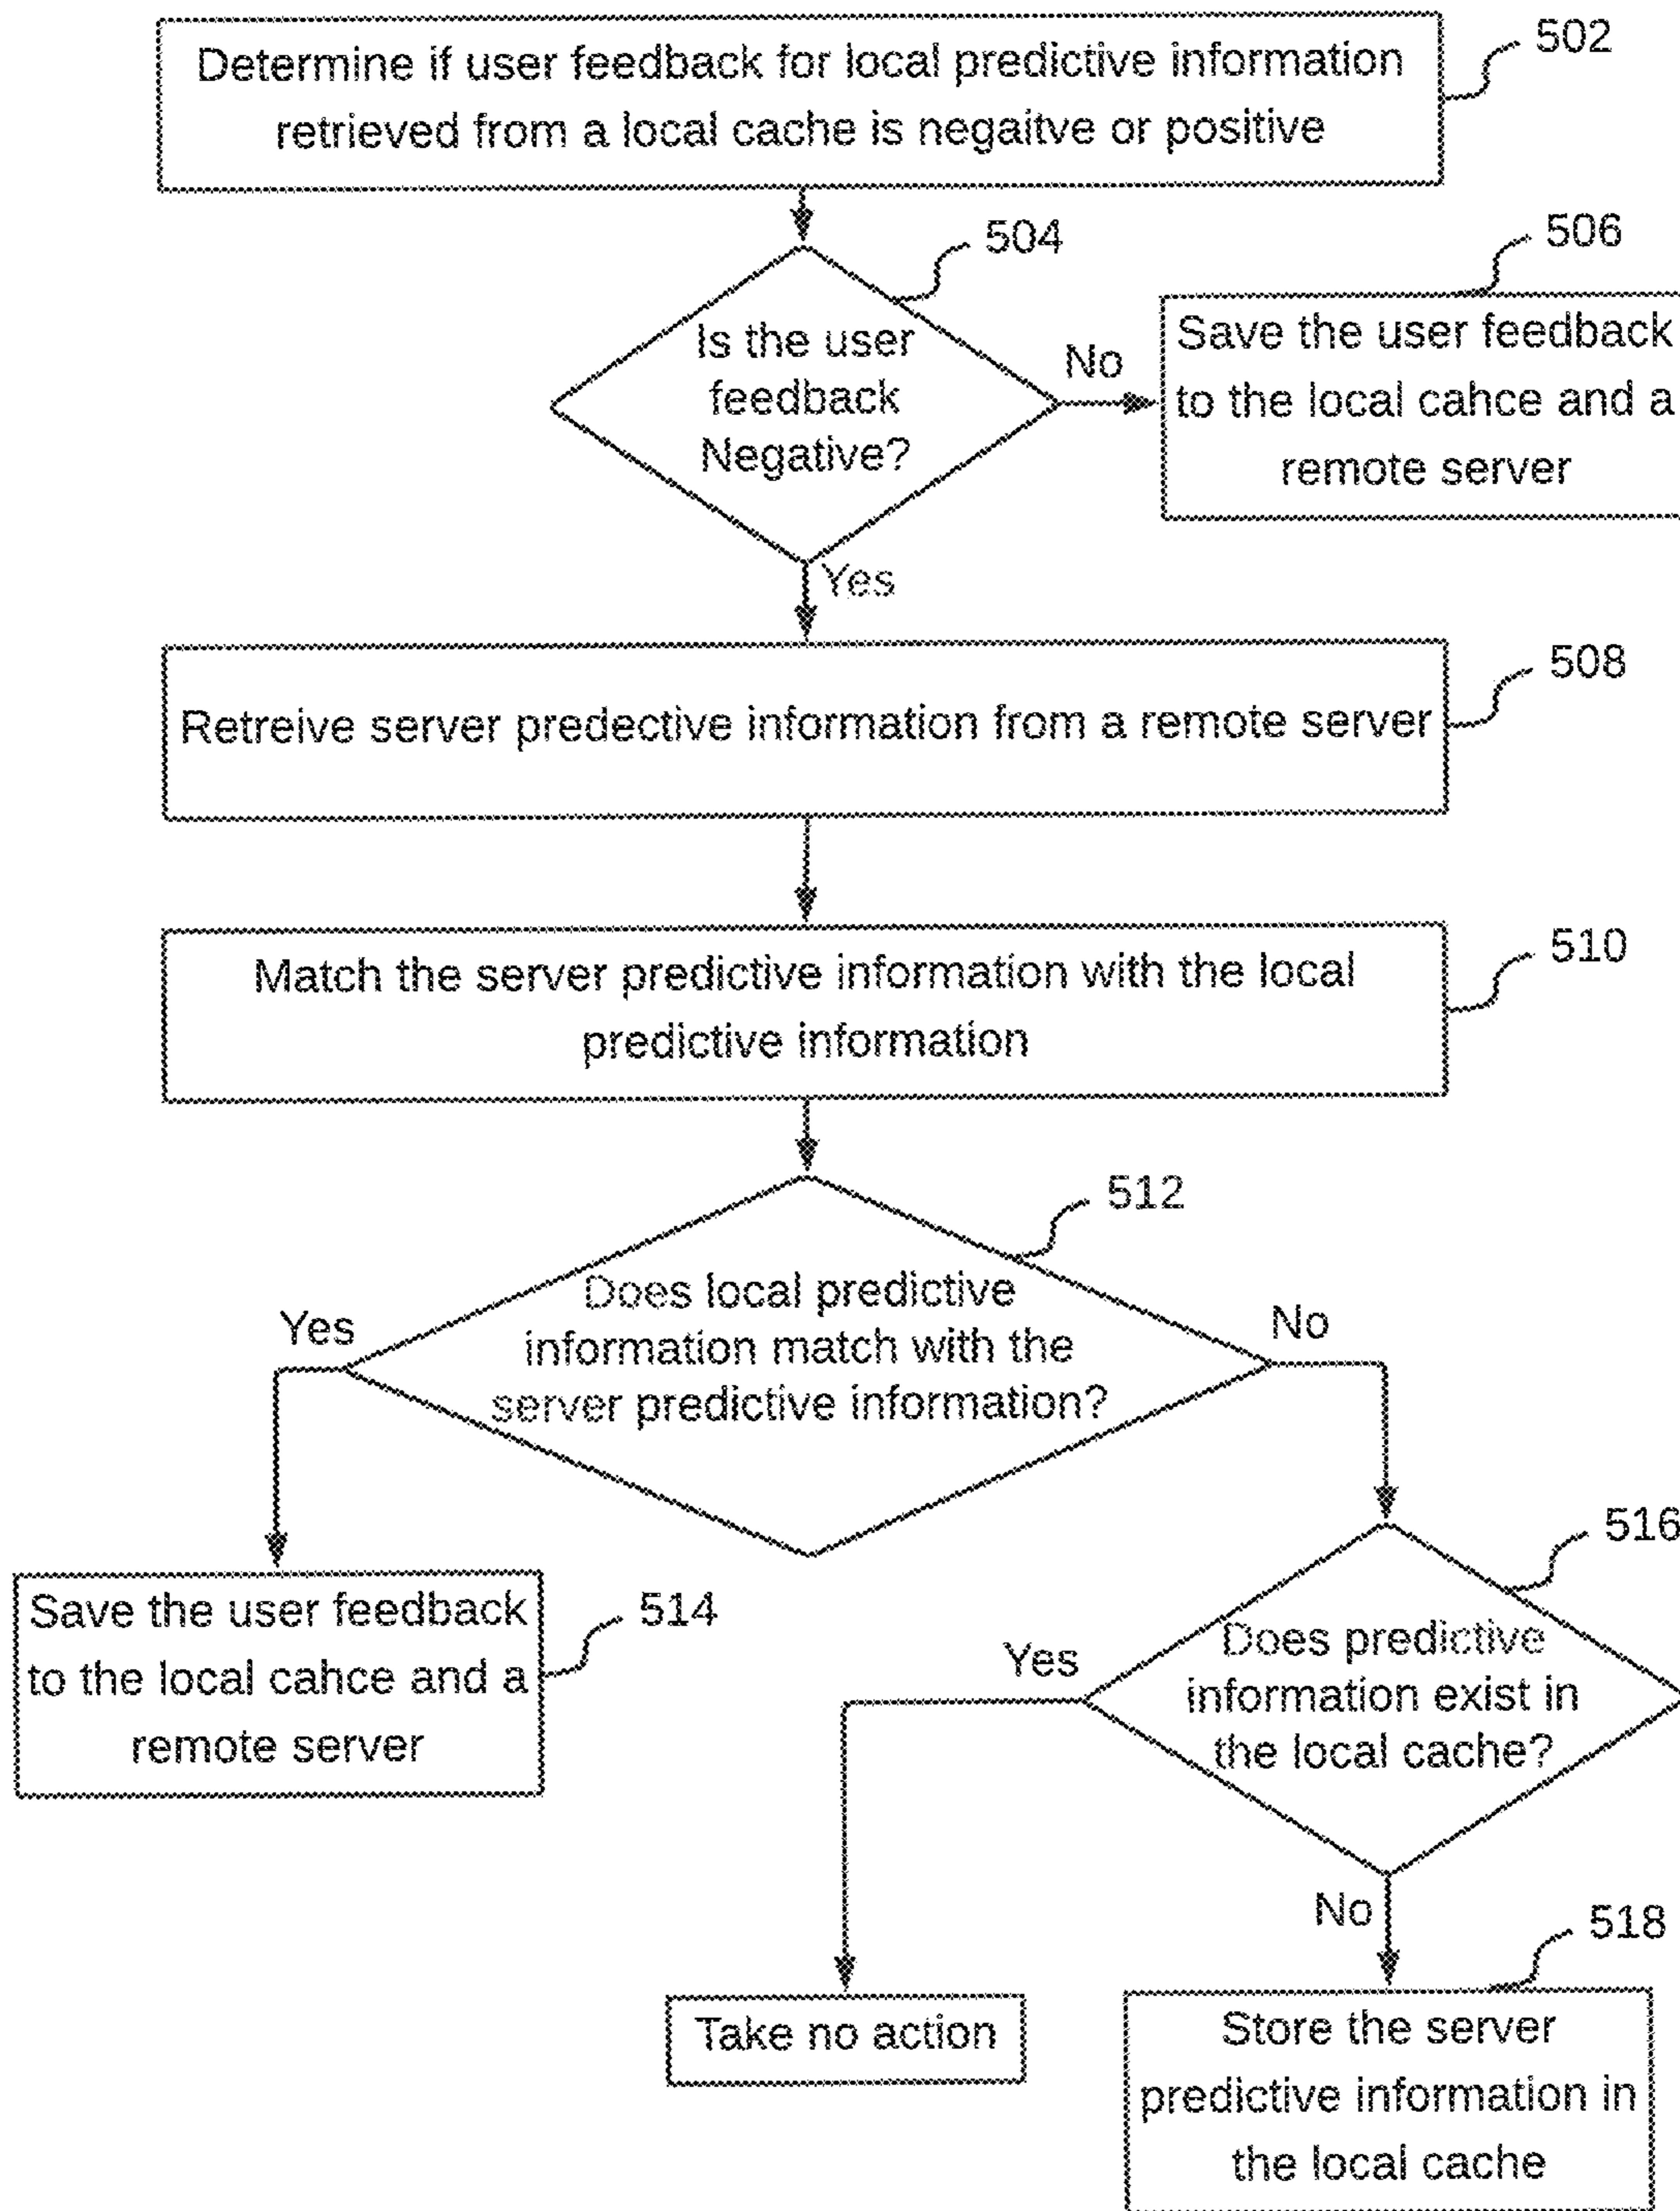 Determine if user feedback for local predictive information
retrieved from a local cache is negaitve or positive
502
504
Is the user
feedback
Negative?
No
506
Save the user feedback
to the local cahce and a
remote server
Yes
508
Retreive server predective information from a remote server
510
Match the server predictive information with the local
predictive information
512
Does local predictive
information match with the
server predictive information?
Yes
No
514
Save the user feedback
to the local cahce and a
remote server
516
Does predictive
information exist in
the local cache?
Yes
No
Take no action
518
Store the server
predictive information in
the local cache